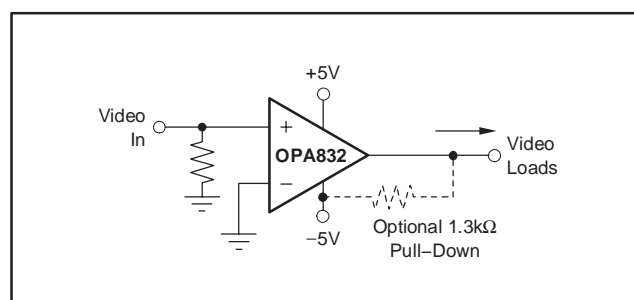 +5V
Video
In
+
OPA832
−
Video
Loads
−5V
Optional 1.3kΩ
Pull−Down